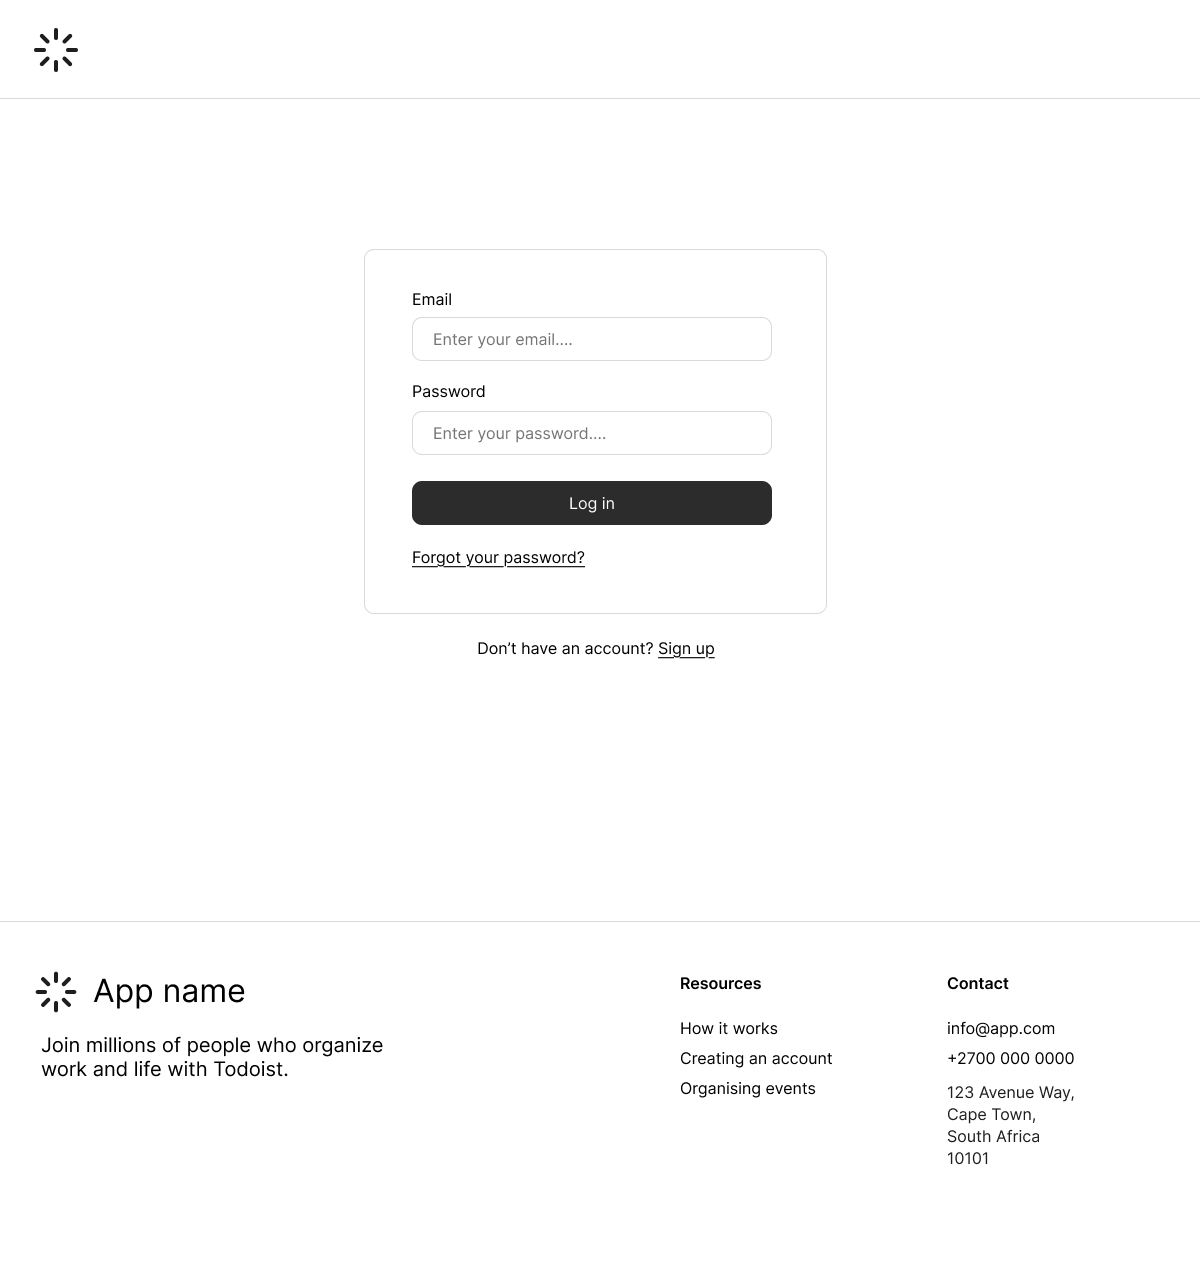 Email
Enter your email....
Password
Enter your password....
Log in
Forgot your password?
Don’t have an account? Sign up
App name
Join millions of people who organize
work and life with Todoist.
Resources
How it works
Creating an account
Organising events
Contact
info@app.com
+2700 000 0000
123 Avenue Way,
Cape Town,
South Africa
10101